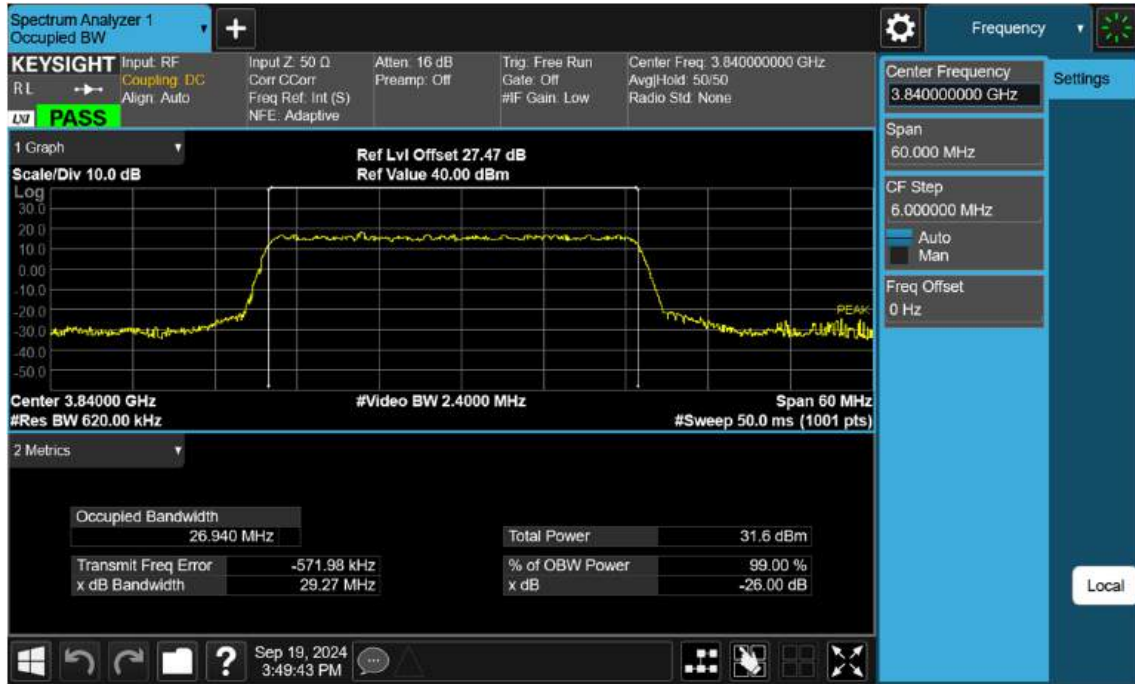 Spectrum Analyzer 1
Occupied BW
Frequency
KEYSIGHT
R L
LXI
PASS
Input: RF
Coupling: DC
Align: Auto
Input Z: 50 Ω
Corr CCorr
Freq Ref: Int (S)
NFE: Adaptive
Atten: 16 dB
Preamp: Off
Trig: Free Run
Gate: Off
#IF Gain: Low
Center Freq: 3.840000000 GHz
Avg|Hold: 50/50
Radio Std: None
1 Graph
Scale/Div 10.0 dB
Ref Lvl Offset 27.47 dB
Ref Value 40.00 dBm
Log
30.0
20.0
10.0
0.00
-10.0
-20.0
-30.0
-40.0
-50.0
PEAK
Center 3.84000 GHz
#Video BW 2.4000 MHz
Span 60 MHz
#Res BW 620.00 kHz
#Sweep 50.0 ms (1001 pts)
2 Metrics
Occupied Bandwidth
26.940 MHz
Transmit Freq Error -571.98 kHz
x dB Bandwidth 29.27 MHz
Total Power 31.6 dBm
% of OBW Power 99.00 %
x dB -26.00 dB
?
Sep 19, 2024
3:49:43 PM
Center Frequency
3.840000000 GHz
Span
60.000 MHz
CF Step
6.000000 MHz
Auto
Man
Freq Offset
0 Hz
Settings
Local